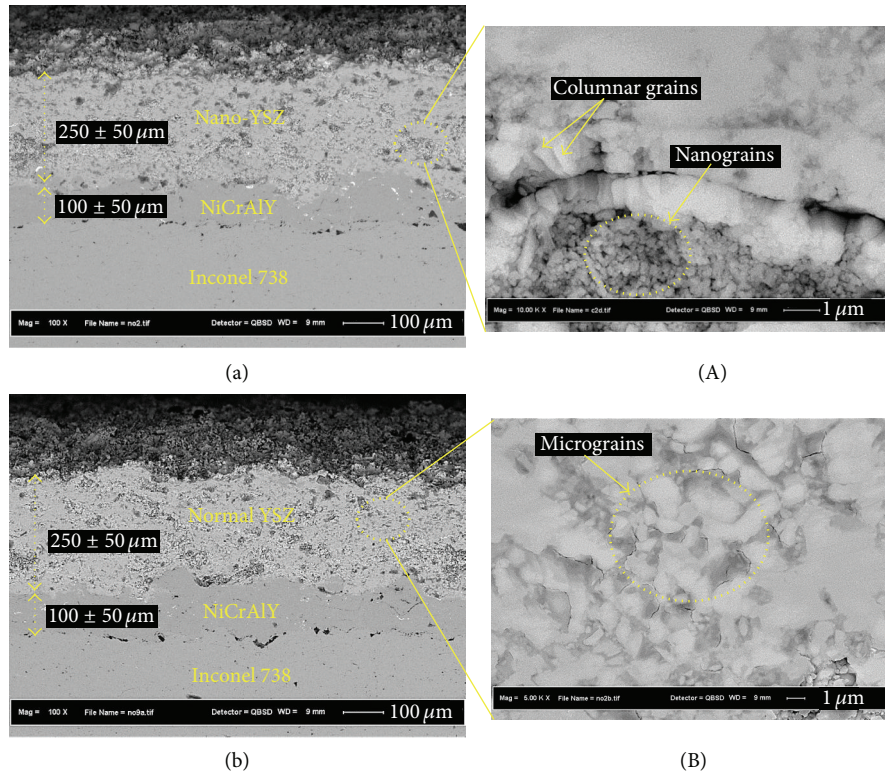 Nano-YSZ
250 ± 50 μm
100 ± 50 μm
NiCrAlY
Inconel 738
Mag = 100 X File Name = no2.tif Detector = QBSD WD = 9 mm 100 μm
(a)
Columnar grains
Nanograins
Mag = 10.00 K X File Name = c2d.tif Detector = QBSD WD = 9 mm 1 μm
(A)
Normal YSZ
250 ± 50 μm
100 ± 50 μm
NiCrAlY
Inconel 738
Mag = 100 X File Name = no9a.tif Detector = QBSD WD = 9 mm 100 μm
(b)
Micrograins
Mag = 5.00 K X File Name = no2b.tif Detector = QBSD WD = 9 mm 1 μm
(B)